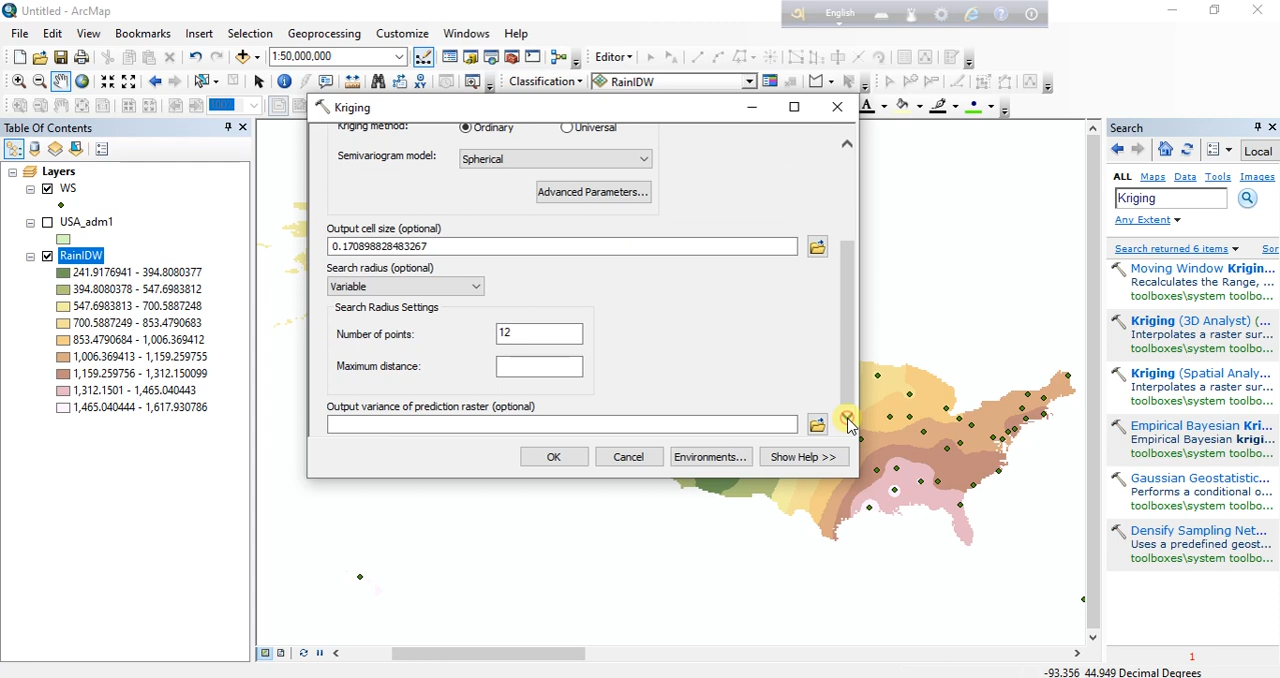 Untitled - ArcMap
English
File Edit View Bookmarks Insert Selection Geoprocessing Customize Windows Help
1:50,000,000
Editor
Classification RainIDW
Table Of Contents
Layers
WS
USA_adm1
RainIDW
241.9176941 - 394.8080377
394.8080378 - 547.6983812
547.6983813 - 700.5887248
700.5887249 - 853.4790683
853.4790684 - 1,006.369412
1,006.369413 - 1,159.259755
1,159.259756 - 1,312.150099
1,312.1501 - 1,465.040443
1,465.040444 - 1,617.930786
Kriging
Kriging method: Ordinary Universal
Semivariogram model: Spherical
Advanced Parameters...
Output cell size (optional)
0.170898828483267
Search radius (optional)
Variable
Search Radius Settings
Number of points: 12
Maximum distance:
Output variance of prediction raster (optional)
OK Cancel Environments... Show Help >>
Search
Local
ALL Maps Data Tools Images
Kriging
Any Extent
Search returned 6 items Sor
Moving Window Krigin...
Recalculates the Range, ...
toolboxes\system toolbo...
Kriging (3D Analyst) (...
Interpolates a raster sur...
toolboxes\system toolbo...
Kriging (Spatial Analy...
Interpolates a raster sur...
toolboxes\system toolbo...
Empirical Bayesian Kri...
Empirical Bayesian krigi...
toolboxes\system toolbo...
Gaussian Geostatistic...
Performs a conditional o...
toolboxes\system toolbo...
Densify Sampling Net...
Uses a predefined geost...
toolboxes\system toolbo...
1
-93.356 44.949 Decimal Degrees